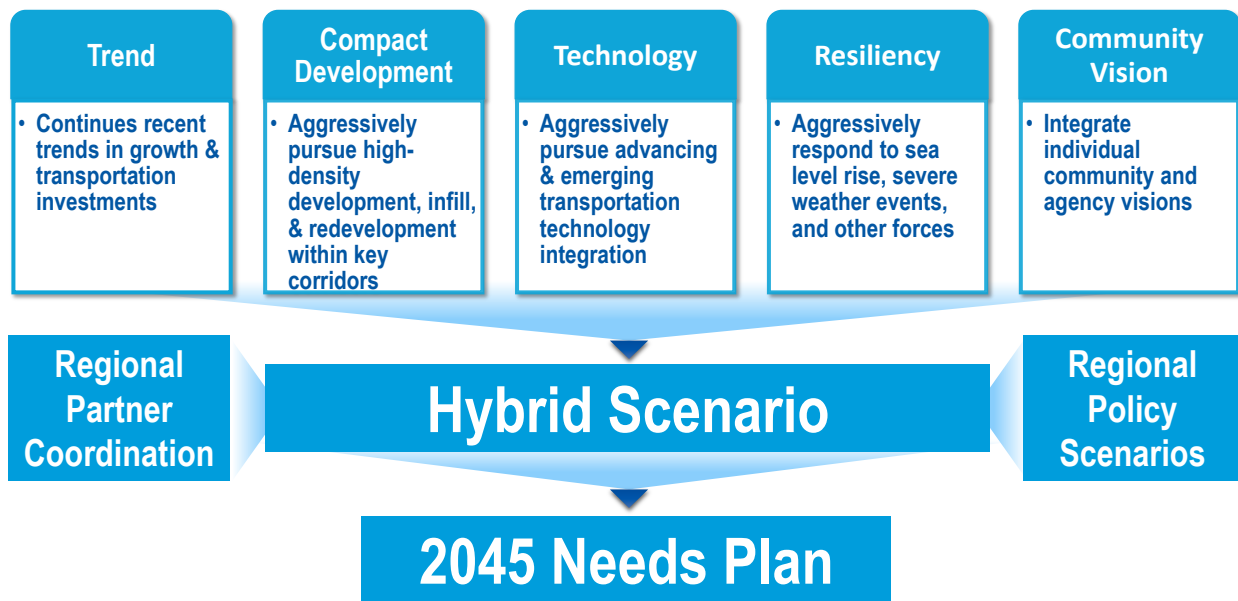 Trend
• Continues recent
trends in growth &
transportation
investments
Compact
Development
• Aggressively
pursue high-
density
development, infill,
& redevelopment
within key
corridors
Technology
• Aggressively
pursue advancing
& emerging
transportation
technology
integration
Resiliency
• Aggressively
respond to sea
level rise, severe
weather events,
and other forces
Community
Vision
• Integrate
individual
community and
agency visions
Regional
Partner
Coordination
Hybrid Scenario
Regional
Policy
Scenarios
2045 Needs Plan